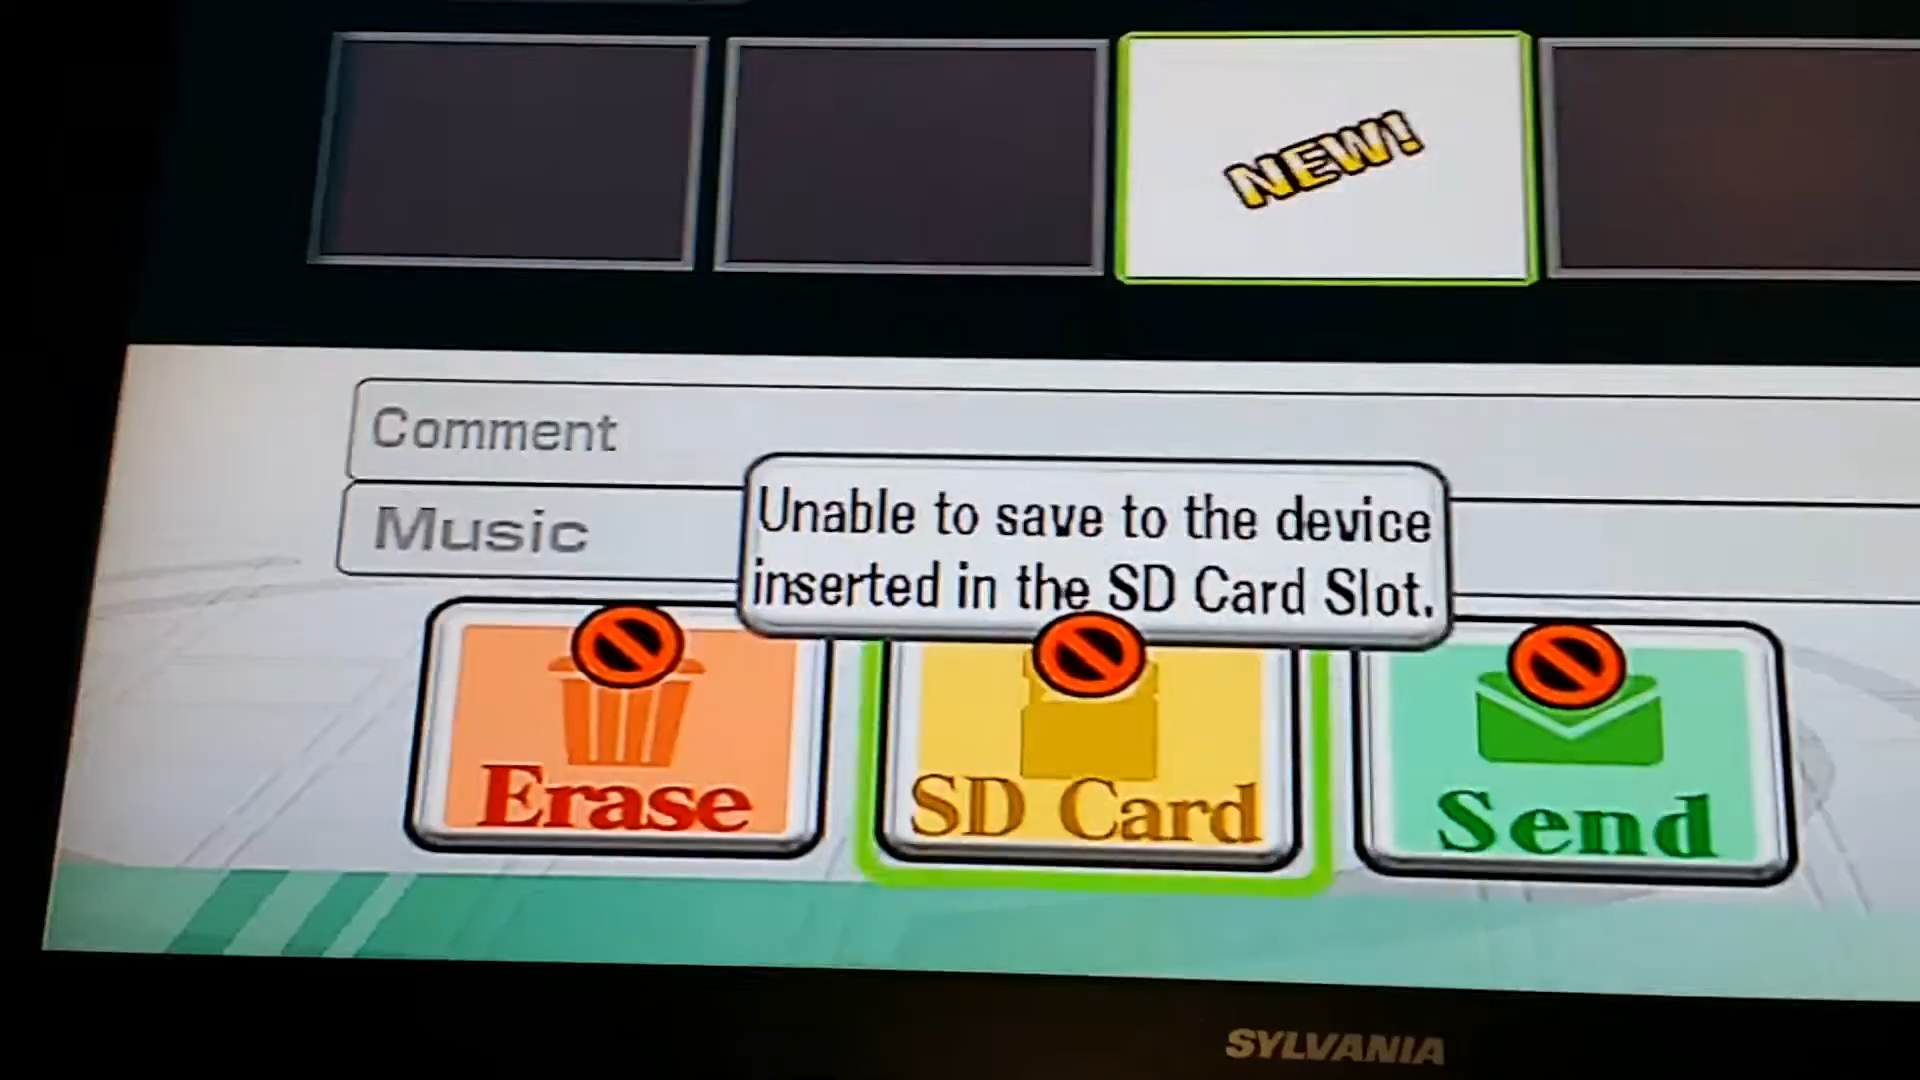 NEW!
Comment
Music
Unable to save to the device
inserted in the SD Card Slot.
Erase
SD Card
Send
SYLVANIA